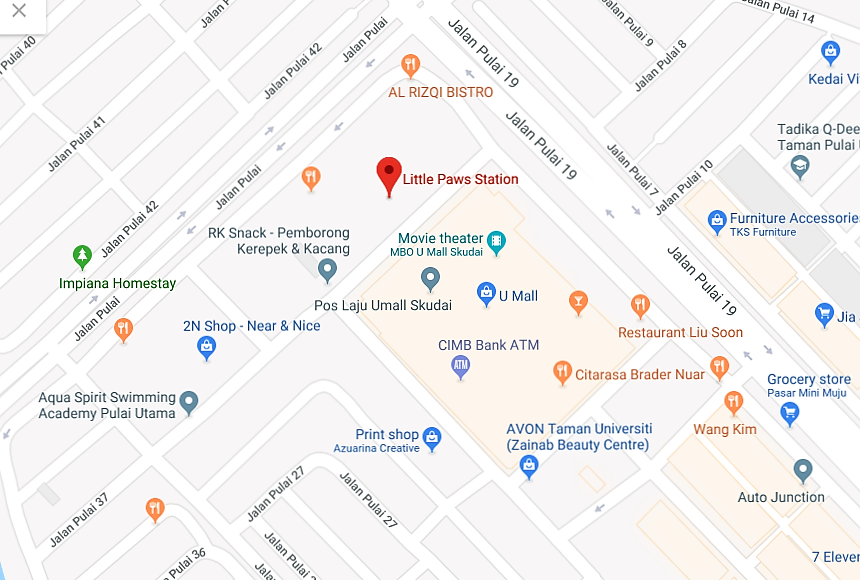 Jalan Pulai 14
Jalan Pulai 9
Jalan Pulai
Jalan Pulai
Jalan Pulai 42
Jalan Pulai 19
Jalan Pulai 8
Pulai 40
Kedai Vi
AL RIZQI BISTRO
Jalan Pulai 41
Jalan Pulai 19
Tadika Q-Dee
Taman Pulai U
Jalan Pulai
Little Paws Station
Jalan Pulai 7
Jalan Pulai 10
Jalan Pulai 42
RK Snack - Pemborong
Kerepek & Kacang
Movie theater
MBO U Mall Skudai
Furniture Accessories
TKS Furniture
Impiana Homestay
Jalan Pulai 19
U Mall
Pos Laju Umall Skudai
Jalan Pulai
2N Shop - Near & Nice
Jia
Restaurant Liu Soon
CIMB Bank ATM
ATM
Citarasa Brader Nuar
Grocery store
Pasar Mini Muju
Aqua Spirit Swimming
Academy Pulai Utama
Wang Kim
Print shop
Azuarina Creative
AVON Taman Universiti
(Zainab Beauty Centre)
Auto Junction
Jalan Pulai 27
Jalan Pulai 27
Jalan Pulai 37
Jalan Pulai 36
Jalan Pulai
7 Eleven